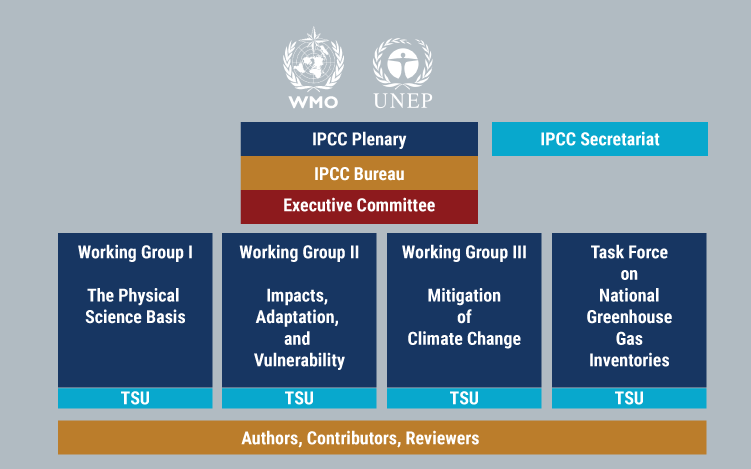 WMO
UNEP
IPCC Plenary
IPCC Secretariat
IPCC Bureau
Executive Committee
Working Group I
The Physical
Science Basis
TSU
Working Group II
Impacts,
Adaptation,
and
Vulnerability
TSU
Working Group III
Mitigation
of
Climate Change
TSU
Task Force
on
National
Greenhouse
Gas
Inventories
TSU
Authors, Contributors, Reviewers